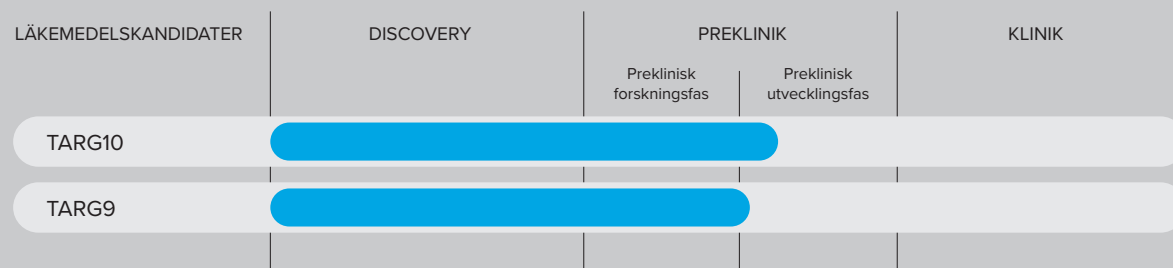 LÄKEMEDELSKANDIDATER
DISCOVERY
PREKLINIK
KLINIK
Preklinisk
forskningsfas
Preklinisk
utvecklingsfas
TARG10
TARG9